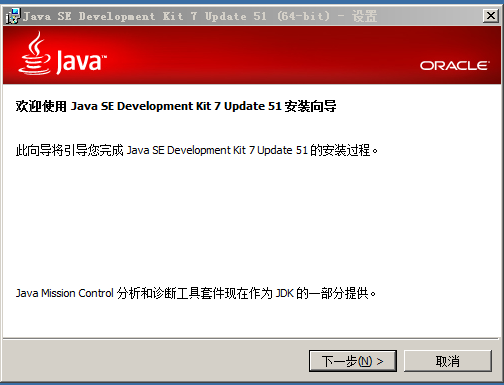 Java SE Development Kit 7 Update 51 (64-bit) - 设置
Java™
ORACLE
欢迎使用 Java SE Development Kit 7 Update 51 安装向导
此向导将引导您完成 Java SE Development Kit 7 Update 51 的安装过程。
Java Mission Control 分析和诊断工具套件现在作为 JDK 的一部分提供。
下一步(N) >
取消